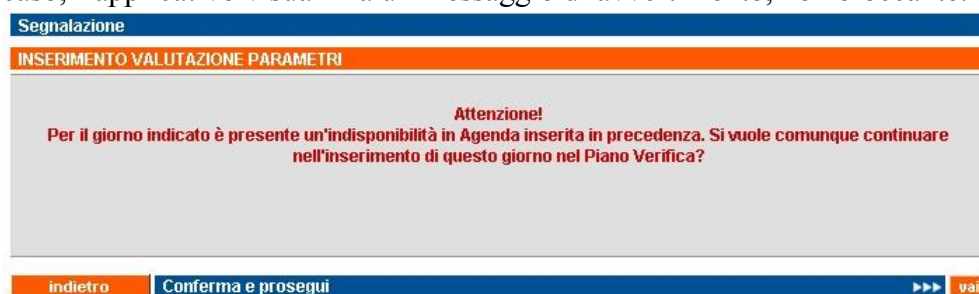 Segnalazione
INSERIMENTO VALUTAZIONE PARAMETRI
Attenzione!
Per il giorno indicato è presente un'indisponibilità in Agenda inserita in precedenza. Si vuole comunque continuare
nell'inserimento di questo giorno nel Piano Verifica?
indietro Conferma e prosegui ►►► vai